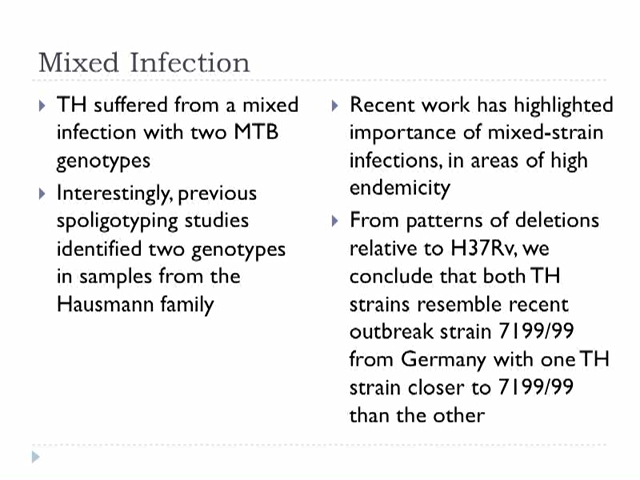 Mixed Infection
TH suffered from a mixed
infection with two MTB
genotypes
Interestingly, previous
spoligotyping studies
identified two genotypes
in samples from the
Hausmann family
Recent work has highlighted
importance of mixed-strain
infections, in areas of high
endemicity
From patterns of deletions
relative to H37Rv, we
conclude that both TH
strains resemble recent
outbreak strain 7199/99
from Germany with one TH
strain closer to 7199/99
than the other